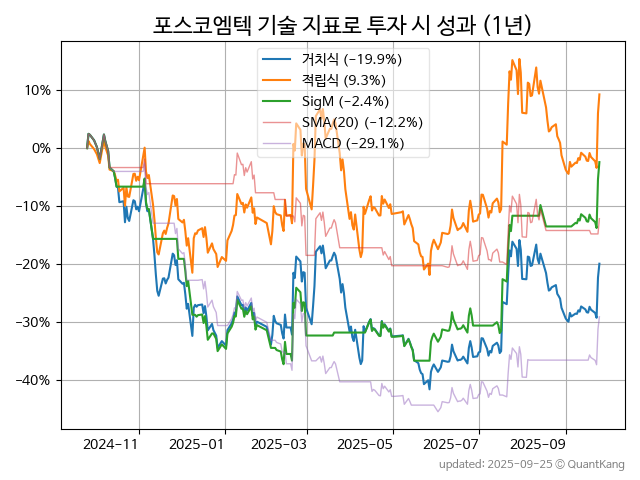 포스코엠텍 기술 지표로 투자 시 성과 (1년)
거치식 (−19.9%)
적립식 (9.3%)
SigM (−2.4%)
SMA(20) (−12.2%)
MACD (−29.1%)
10%
0%
−10%
−20%
−30%
−40%
2024−11 2025−01 2025−03 2025−05 2025−07 2025−09
updated: 2025−09−25 © QuantKang